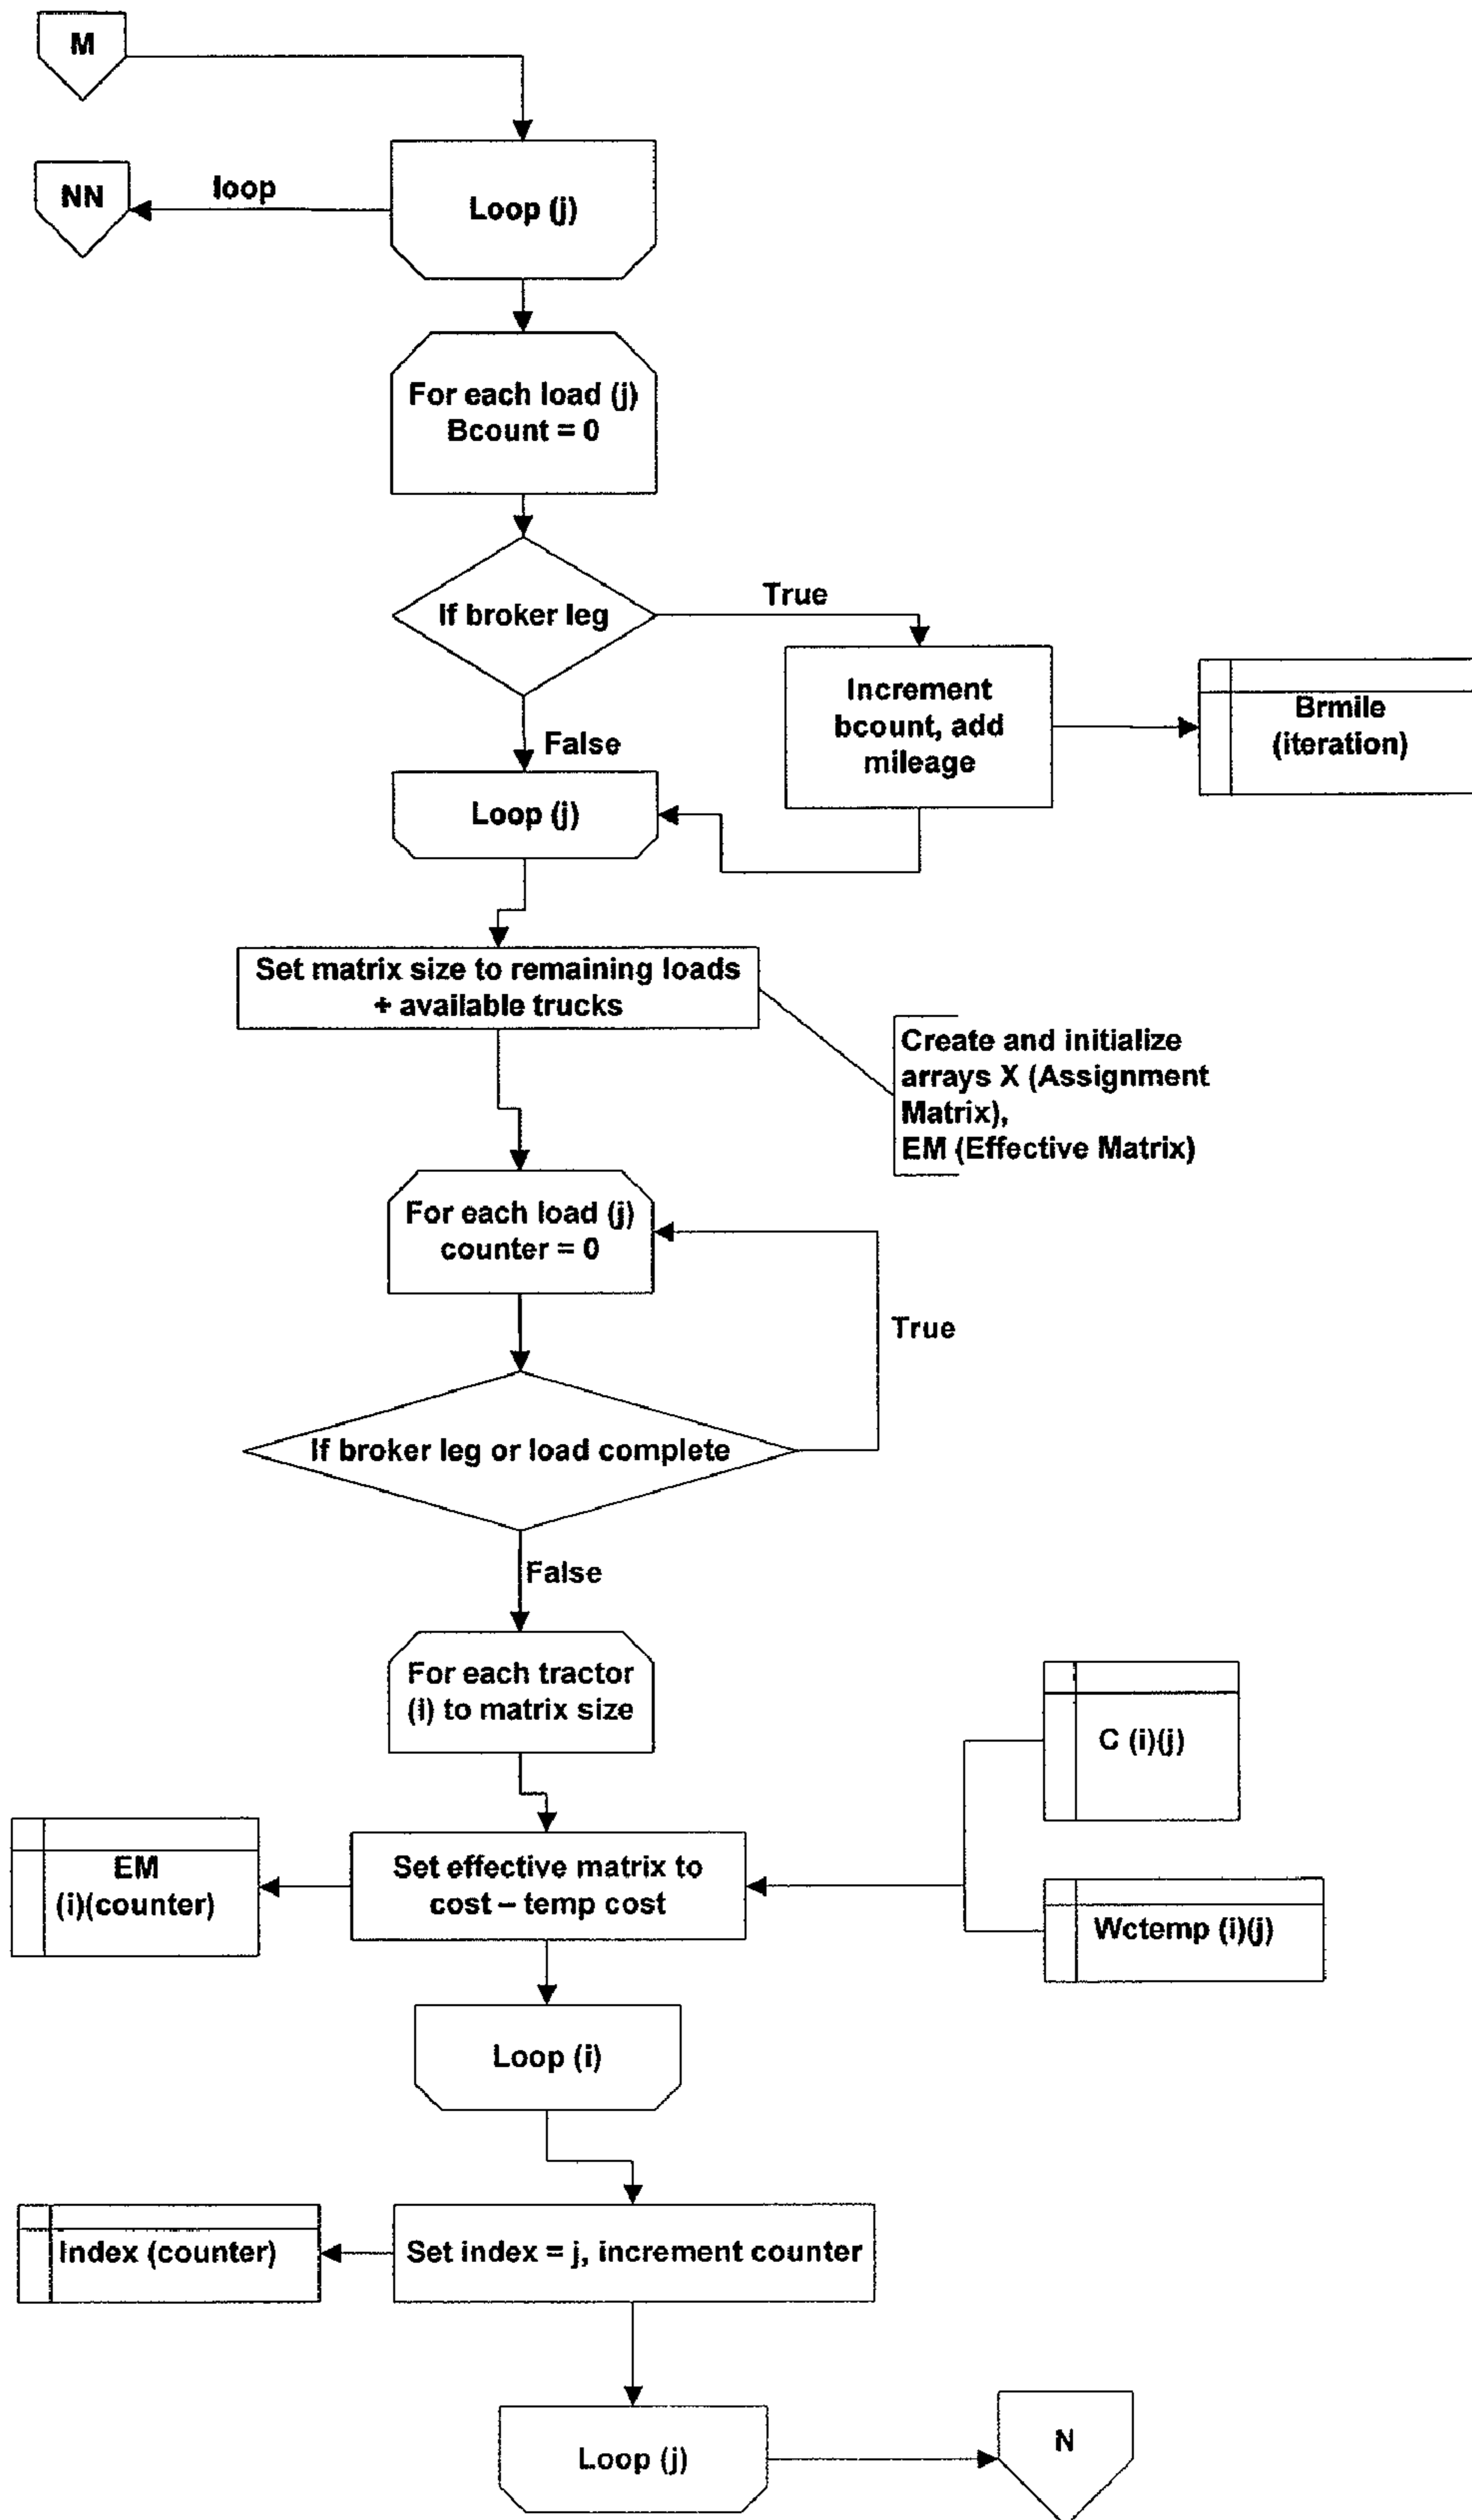 M
NN
loop
Loop (j)
For each load (j)
Bcount = 0
If broker leg
True
False
Increment
bcount, add
mileage
Brmile
(iteration)
Loop (j)
Set matrix size to remaining loads
+ available trucks
Create and initialize
arrays X (Assignment
Matrix),
EM (Effective Matrix)
For each load (j)
counter = 0
True
If broker leg or load complete
False
For each tractor
(i) to matrix size
C (i)(j)
EM
(i)(counter)
Set effective matrix to
cost – temp cost
Wctemp (i)(j)
Loop (i)
Index (counter)
Set index = j, increment counter
Loop (j)
N